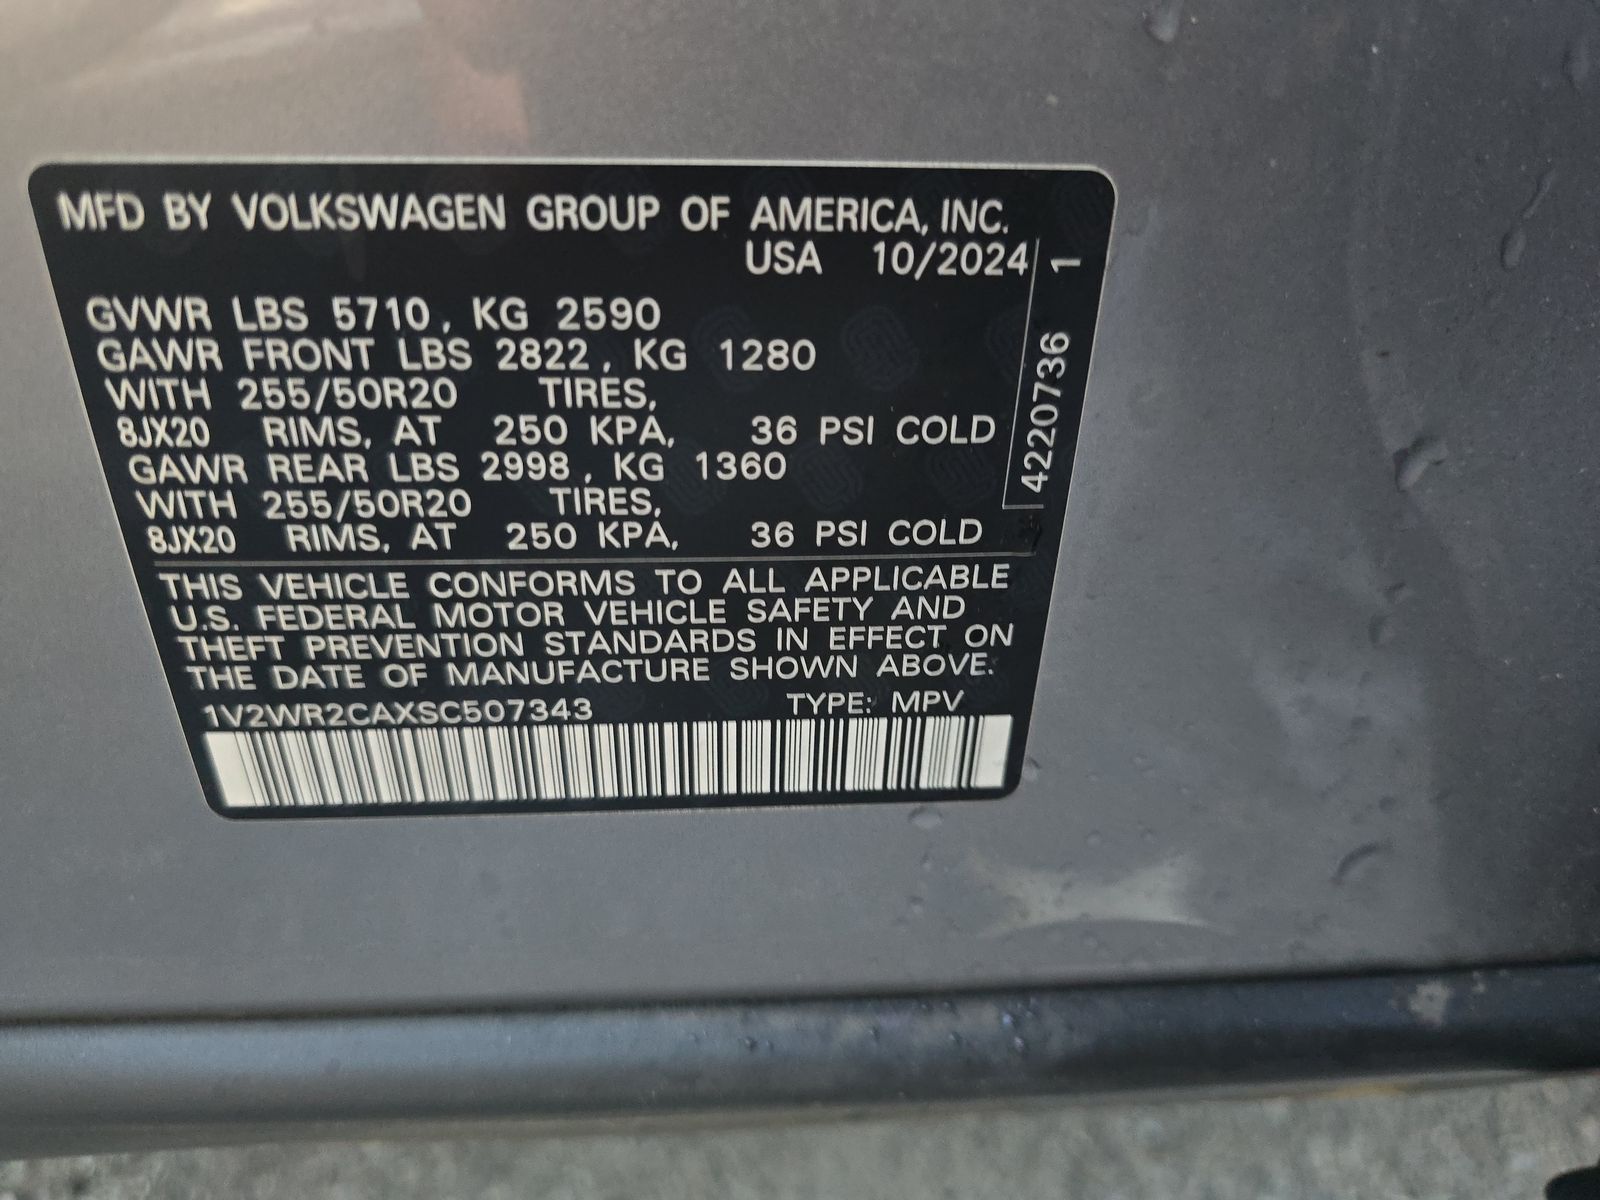 MFD BY VOLKSWAGEN GROUP OF AMERICA, INC.
USA 10/2024
GVWR LBS 5710, KG 2590
GAWR FRONT LBS 2822, KG 1280
WITH 255/50R20 TIRES,
8JX20 RIMS, AT 250 KPA, 36 PSI COLD
GAWR REAR LBS 2998, KG 1360
WITH 255/50R20 TIRES,
8JX20 RIMS, AT 250 KPA, 36 PSI COLD
4220736 1
THIS VEHICLE CONFORMS TO ALL APPLICABLE
U.S. FEDERAL MOTOR VEHICLE SAFETY AND
THEFT PREVENTION STANDARDS IN EFFECT ON
THE DATE OF MANUFACTURE SHOWN ABOVE.
1V2WR2CAXSC507343 TYPE: MPV